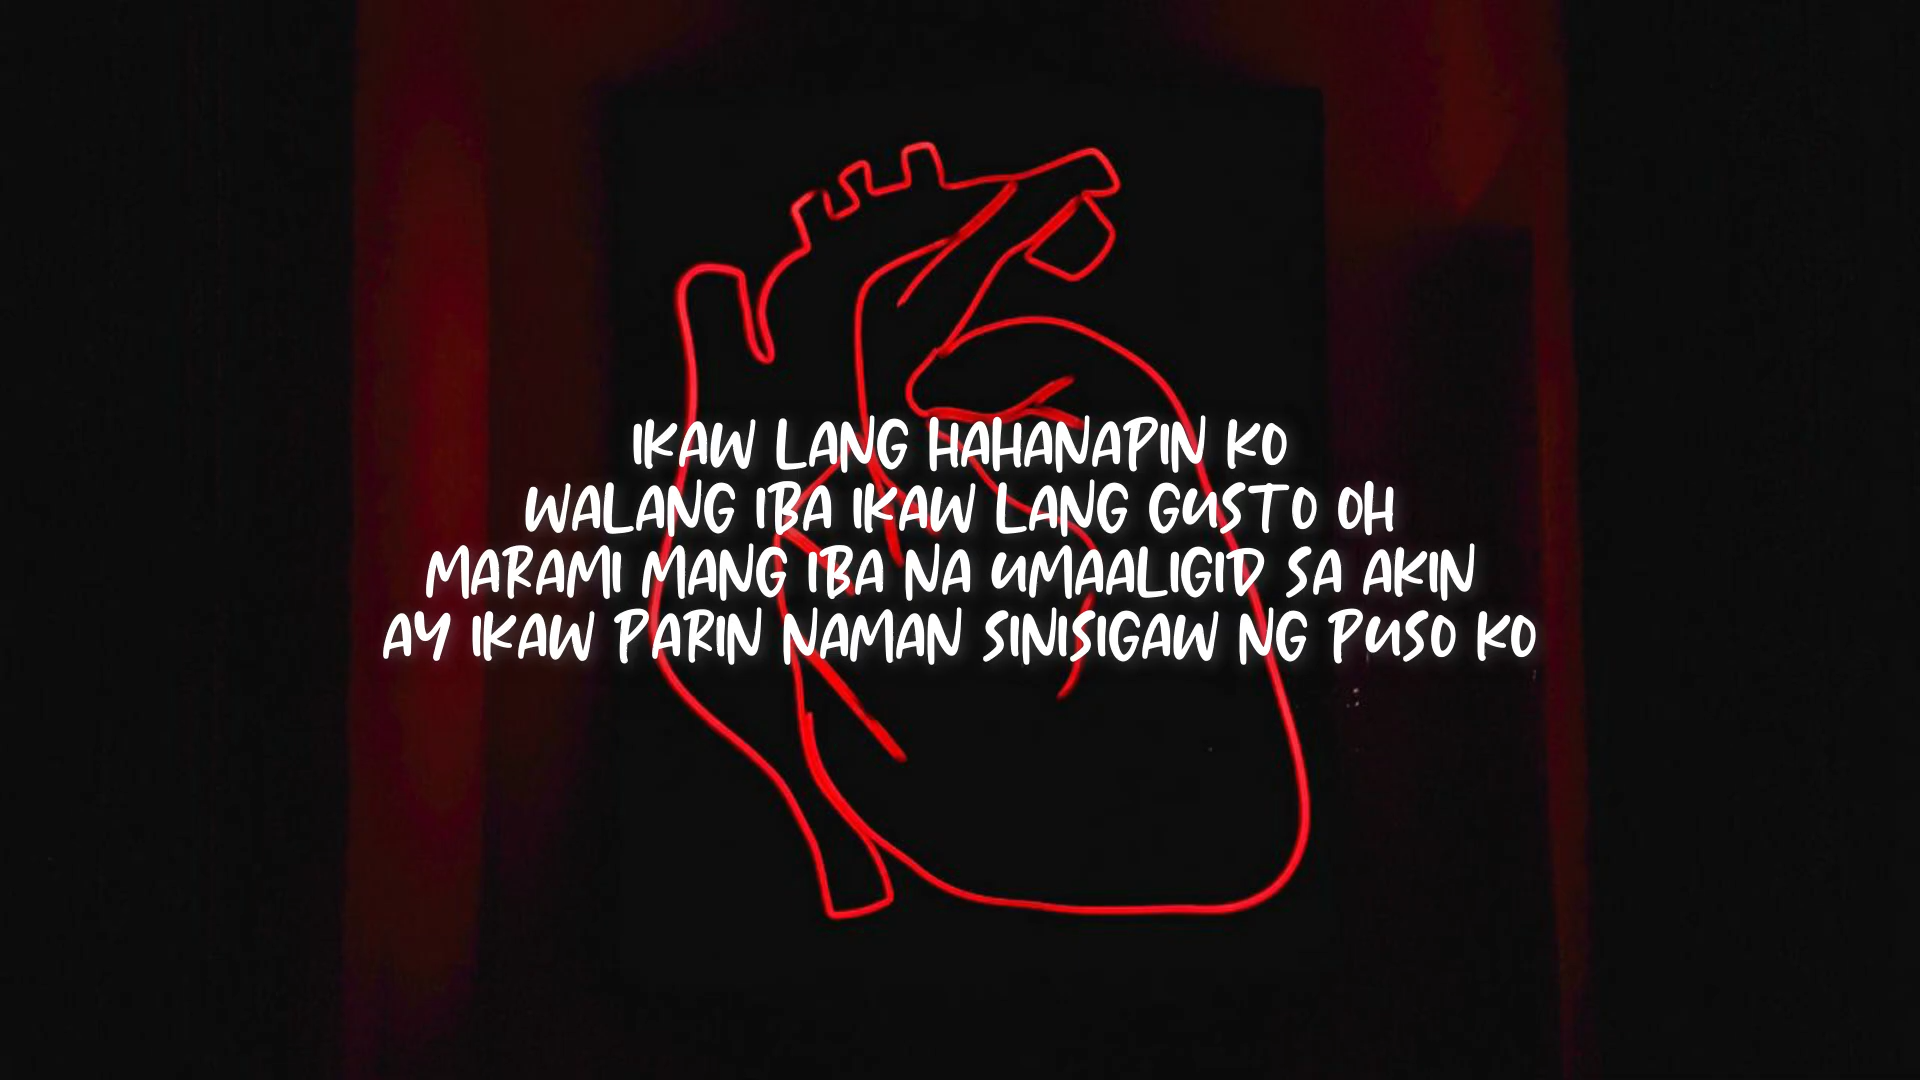 IKAW LANG HAHANAPIN KO
WALANG IBA IKAW LANG GUSTO OH
MARAMI MANG IBA NA UMAALIGID SA AKIN
AY IKAW PARIN NAMAN SINISIGAW NG PUSO KO